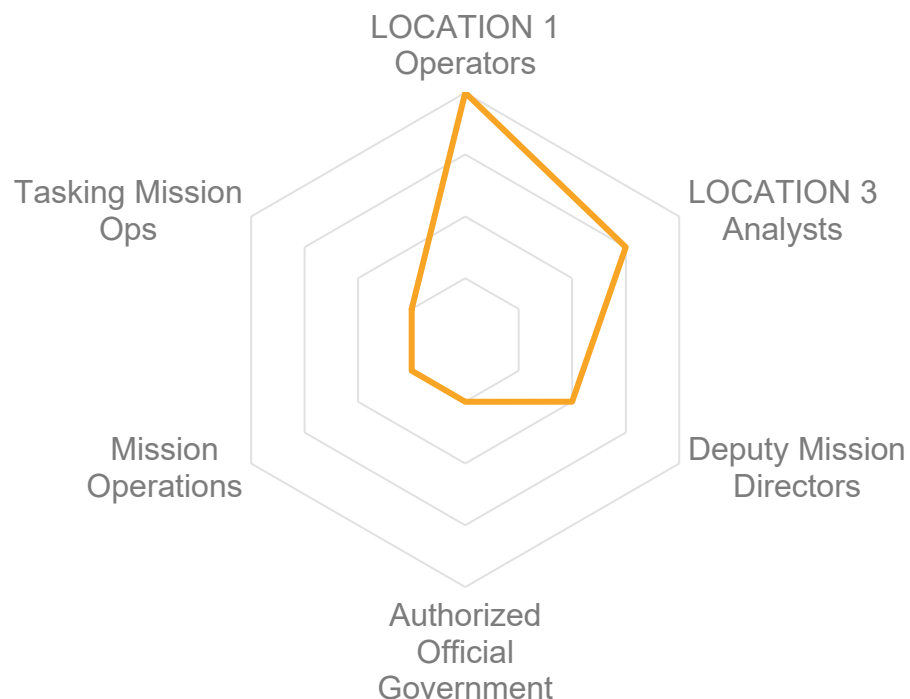 LOCATION 1
Operators
LOCATION 3
Analysts
Deputy Mission
Directors
Authorized
Official
Government
Mission
Operations
Tasking Mission
Ops